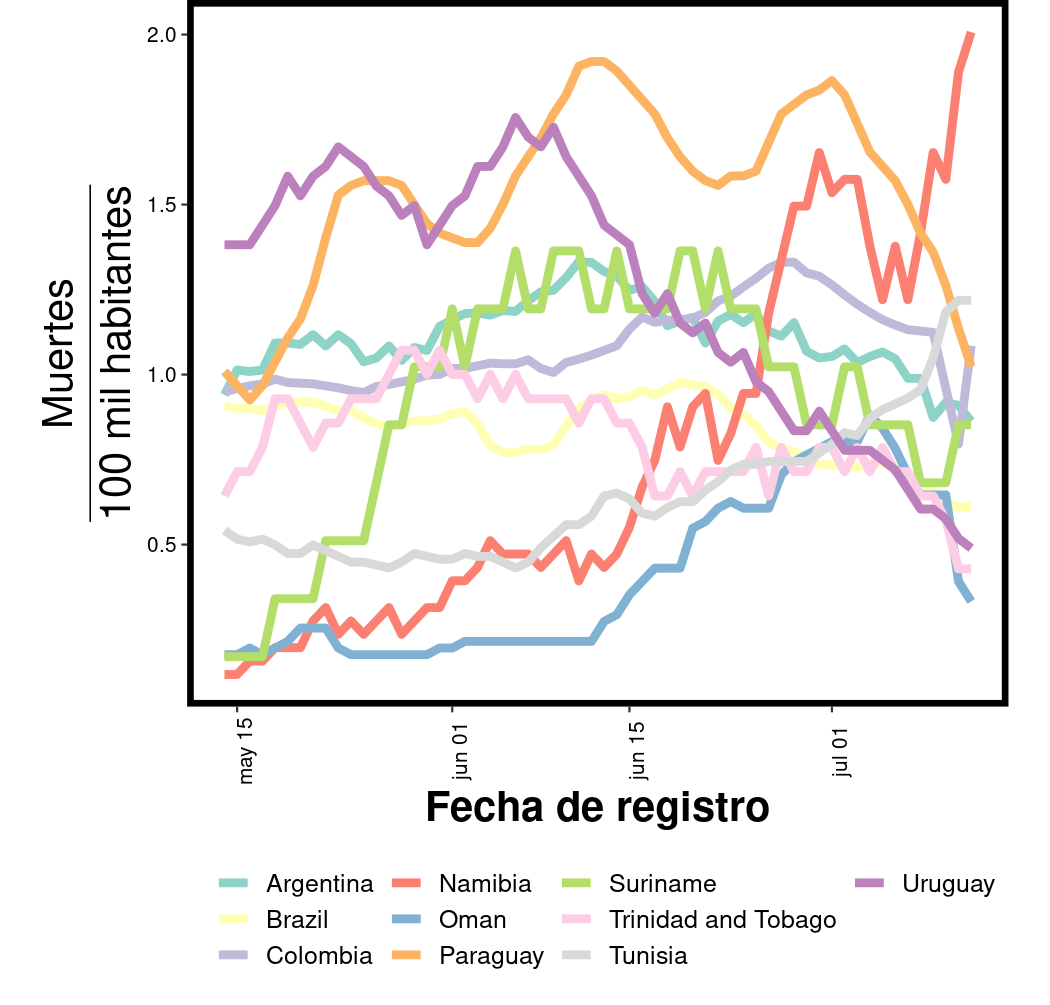 Muertes
100 mil habitantes
2.0
1.5
1.0
0.5
may 15
jun 01
jun 15
jul 01
Fecha de registro
Argentina
Namibia
Suriname
Uruguay
Brazil
Oman
Trinidad and Tobago
Colombia
Paraguay
Tunisia